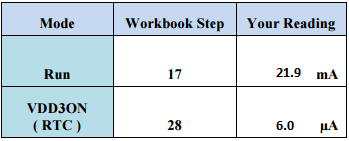 Mode Workbook Step Your Reading
Run 17 21.9 mA
VDD3ON
( RTC ) 28 6.0 µA